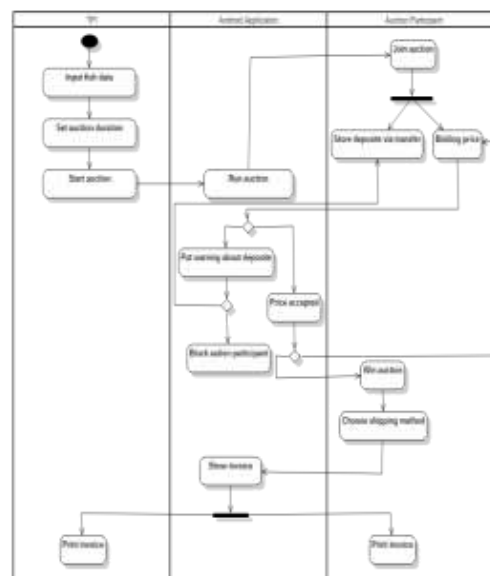 TPI
Android Application
Auction Participant
Join auction
Input fish data
Set auction duration
Store deposite via transfer
Bidding price
Start auction
Run auction
Put warning about deposite
Price accepted
Block auction participant
Win auction
Choose shipping method
Show invoice
Print invoice
Print invoice